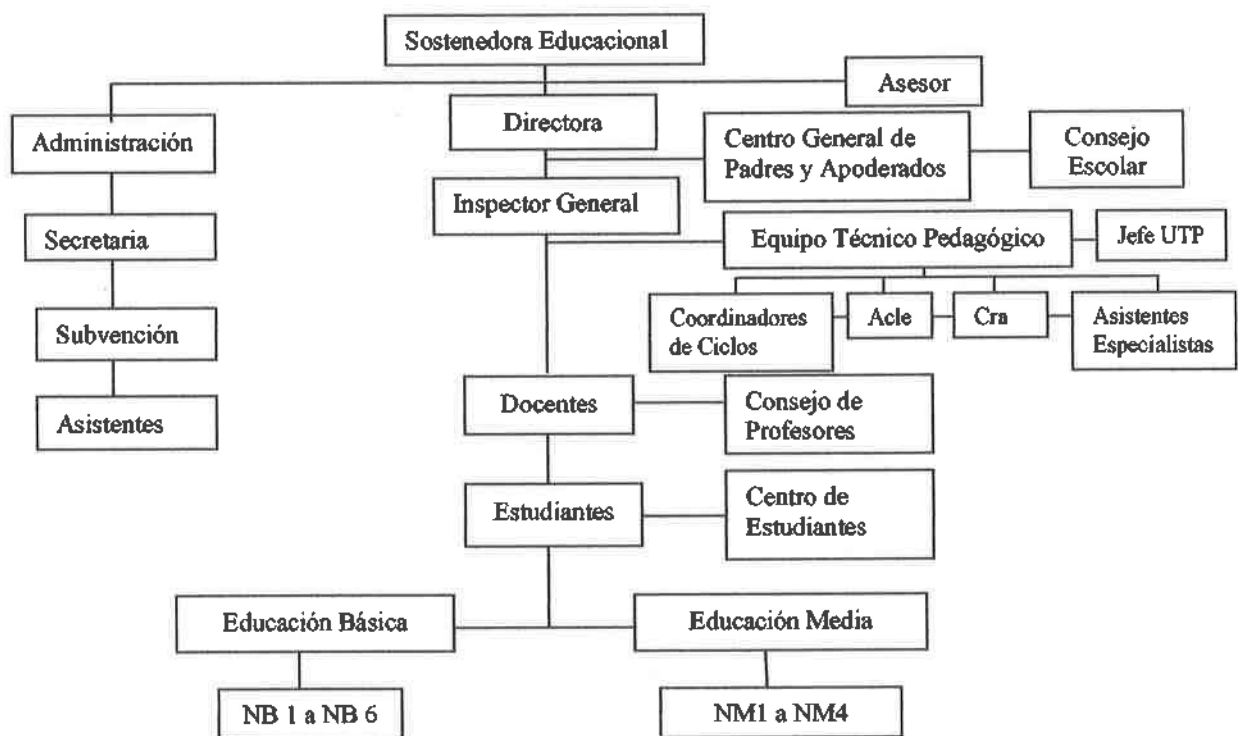 Sostenedora Educacional
Asesor
Administración
Directora
Centro General de
Padres y Apoderados
Consejo
Escolar
Inspector General
Secretaria
Equipo Técnico Pedagógico
Jefe UTP
Subvención
Coordinadores
de Ciclos
Acle
Cra
Asistentes
Especialistas
Asistentes
Docentes
Consejo de
Profesores
Estudiantes
Centro de
Estudiantes
Educación Básica
Educación Media
NB 1 a NB 6
NM1 a NM4